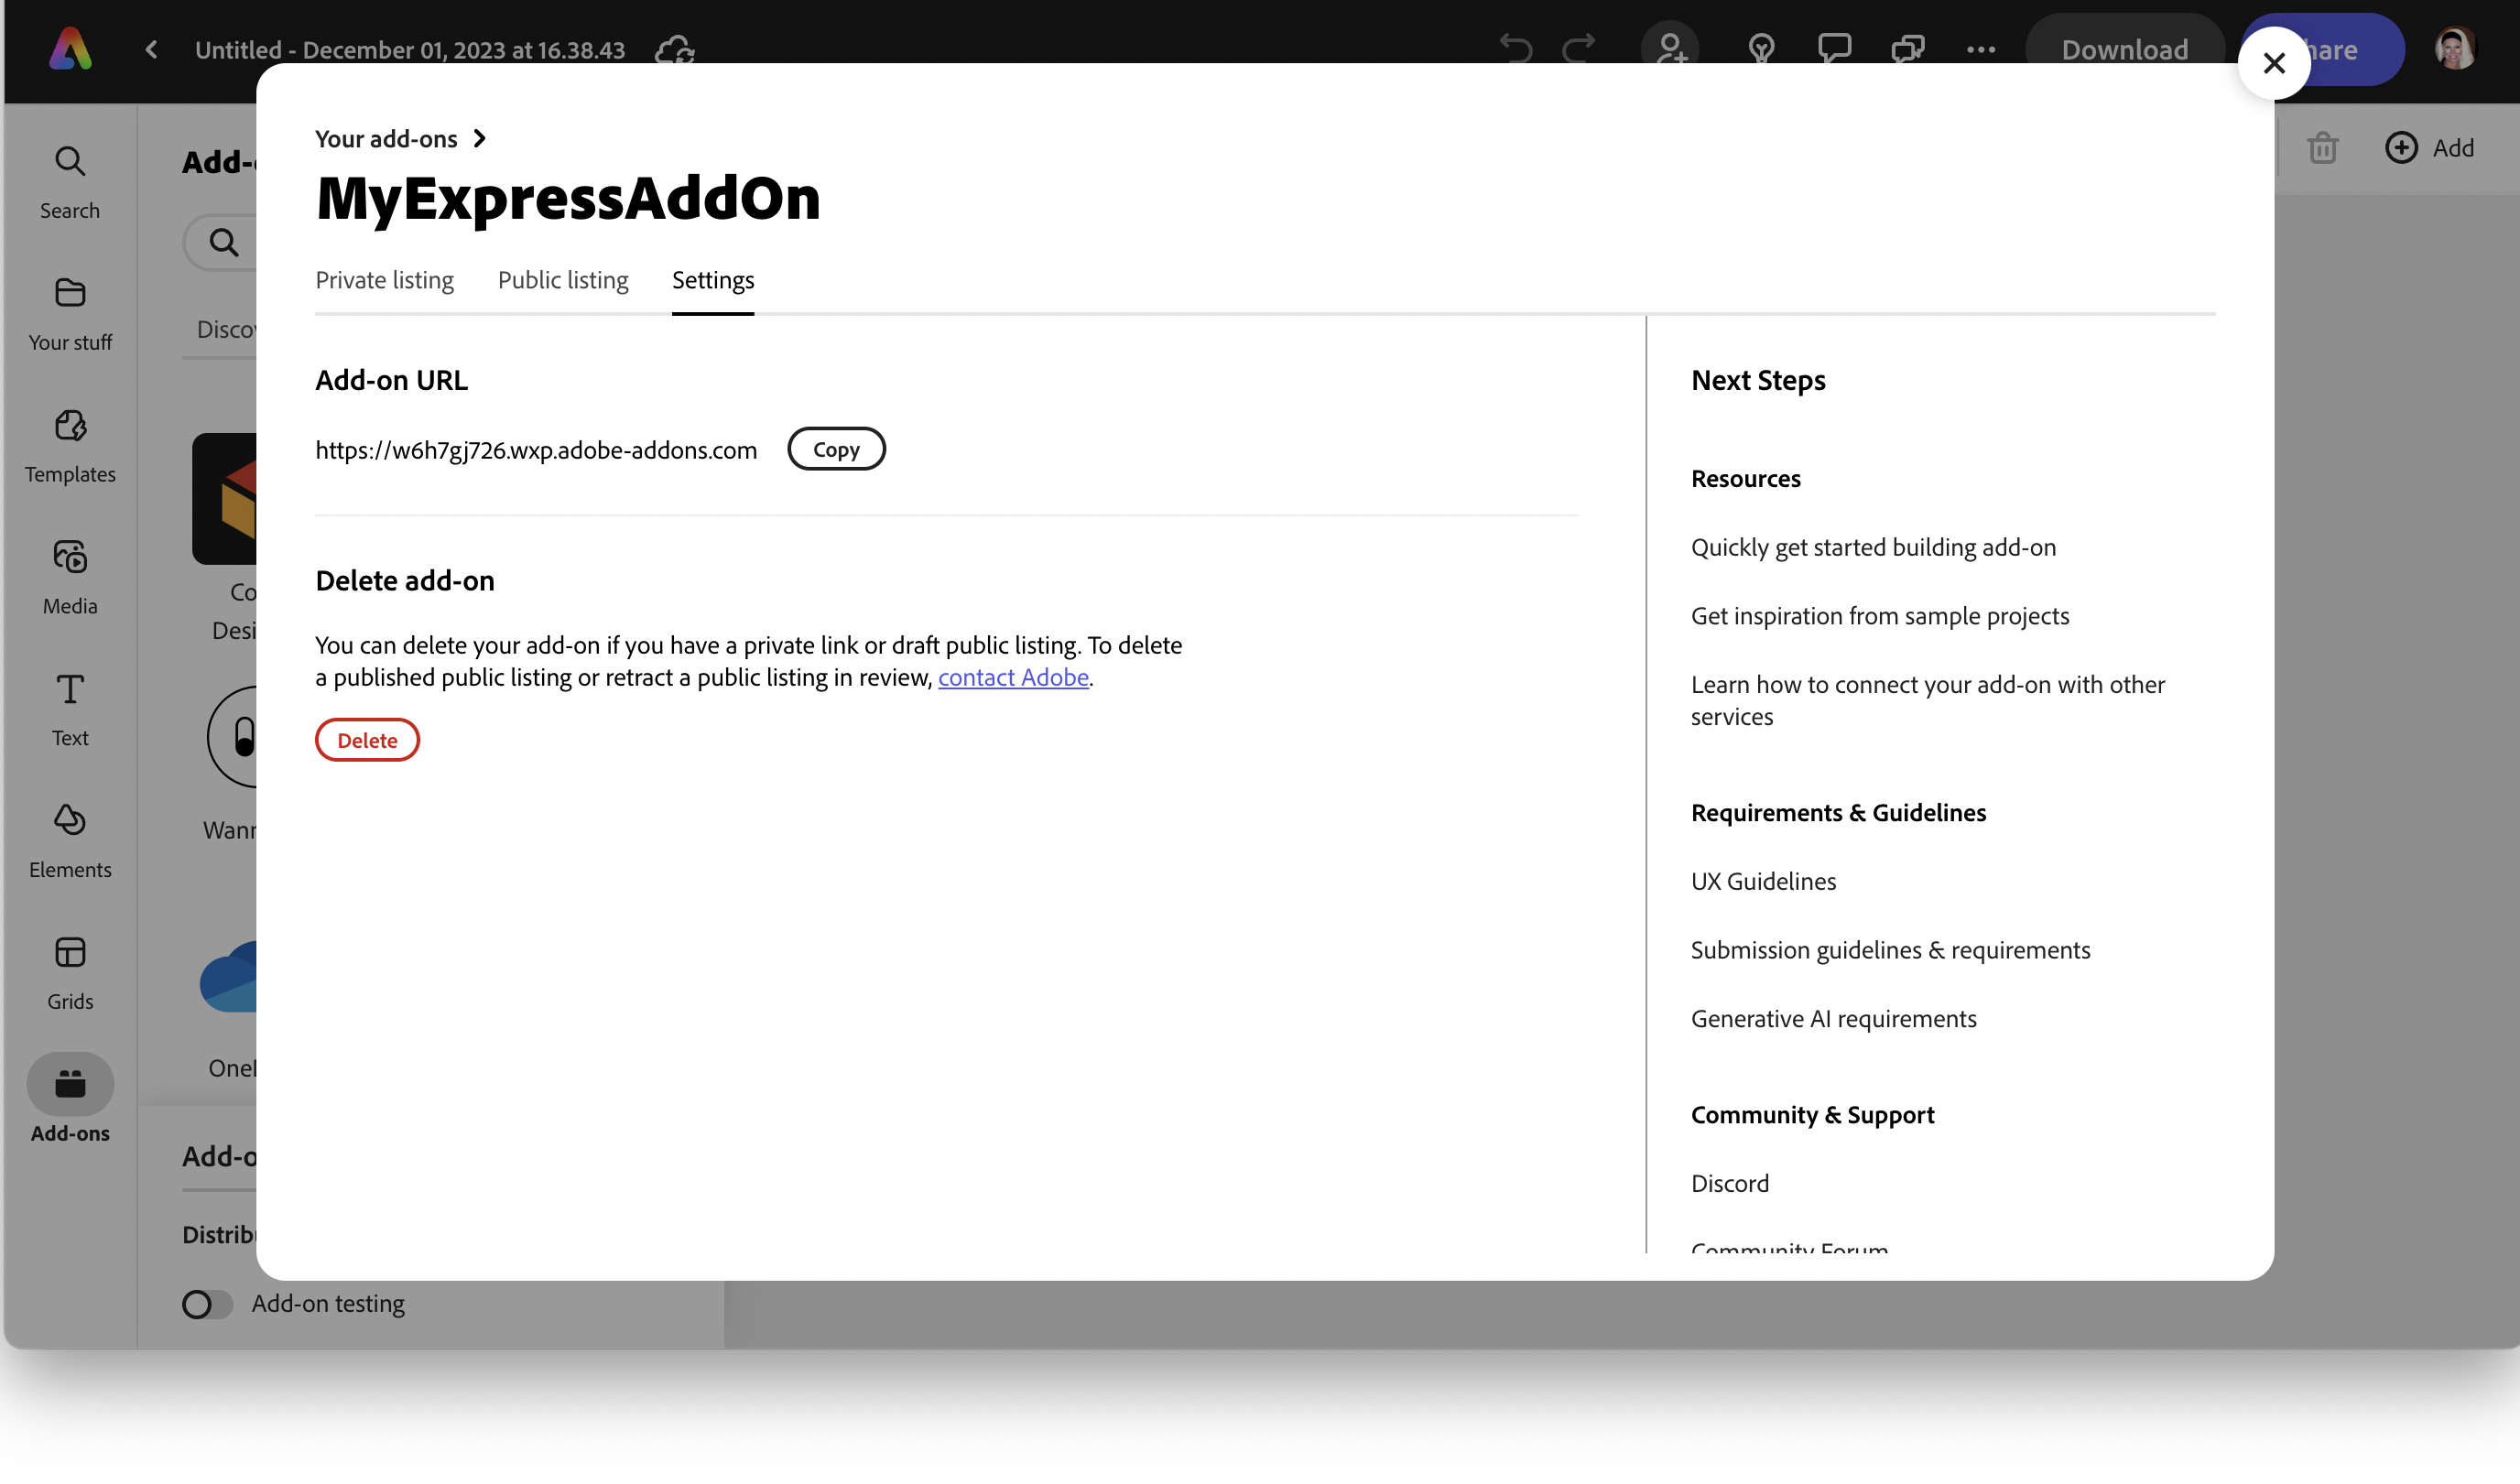 Untitled - December 01, 2023 at 16.38.43
Download
hare
Search
Your stuff
Templates
Media
Text
Elements
Grids
Add-ons
Add-
Disco
Co
Desi
Wann
One
Add-o
Distrib
Add-on testing
Add
Your add-ons
MyExpressAddOn
Private listing
Public listing
Settings
Add-on URL
https://w6h7gj726.wxp.adobe-addons.com
Copy
Delete add-on
You can delete your add-on if you have a private link or draft public listing. To delete
a published public listing or retract a public listing in review, contact Adobe.
Delete
Next Steps
Resources
Quickly get started building add-on
Get inspiration from sample projects
Learn how to connect your add-on with other
services
Requirements & Guidelines
UX Guidelines
Submission guidelines & requirements
Generative AI requirements
Community & Support
Discord
Community Forum